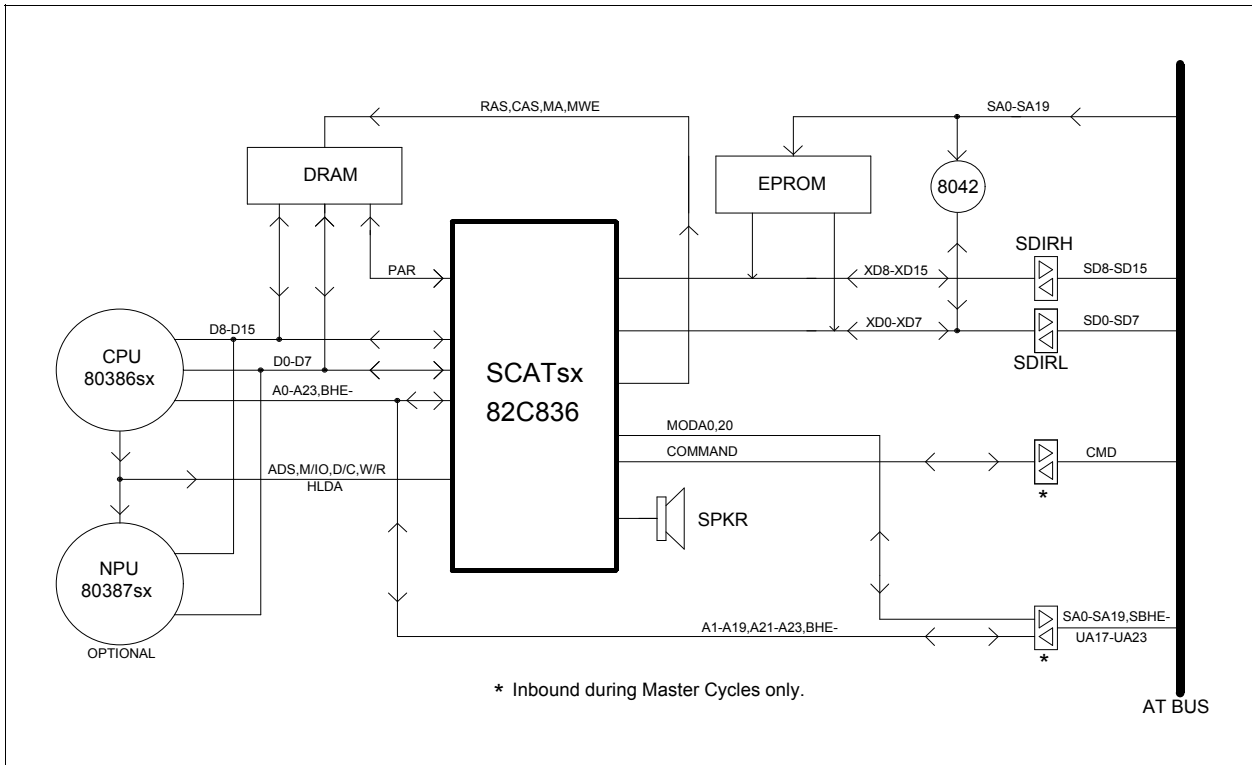 RAS,CAS,MA,MWE
SA0-SA19
DRAM
EPROM
8042
PAR
SDIRH
XD8-XD15
SD8-SD15
D8-D15
XD0-XD7
SD0-SD7
CPU
80386sx
D0-D7
SDIRL
SCATsx
82C836
A0-A23,BHE-
MODA0,20
COMMAND
CMD
ADS,M/IO,D/C,W/R
HLDA
*
SPKR
NPU
80387sx
OPTIONAL
A1-A19,A21-A23,BHE-
SA0-SA19,SBHE-
UA17-UA23
*
* Inbound during Master Cycles only.
AT BUS